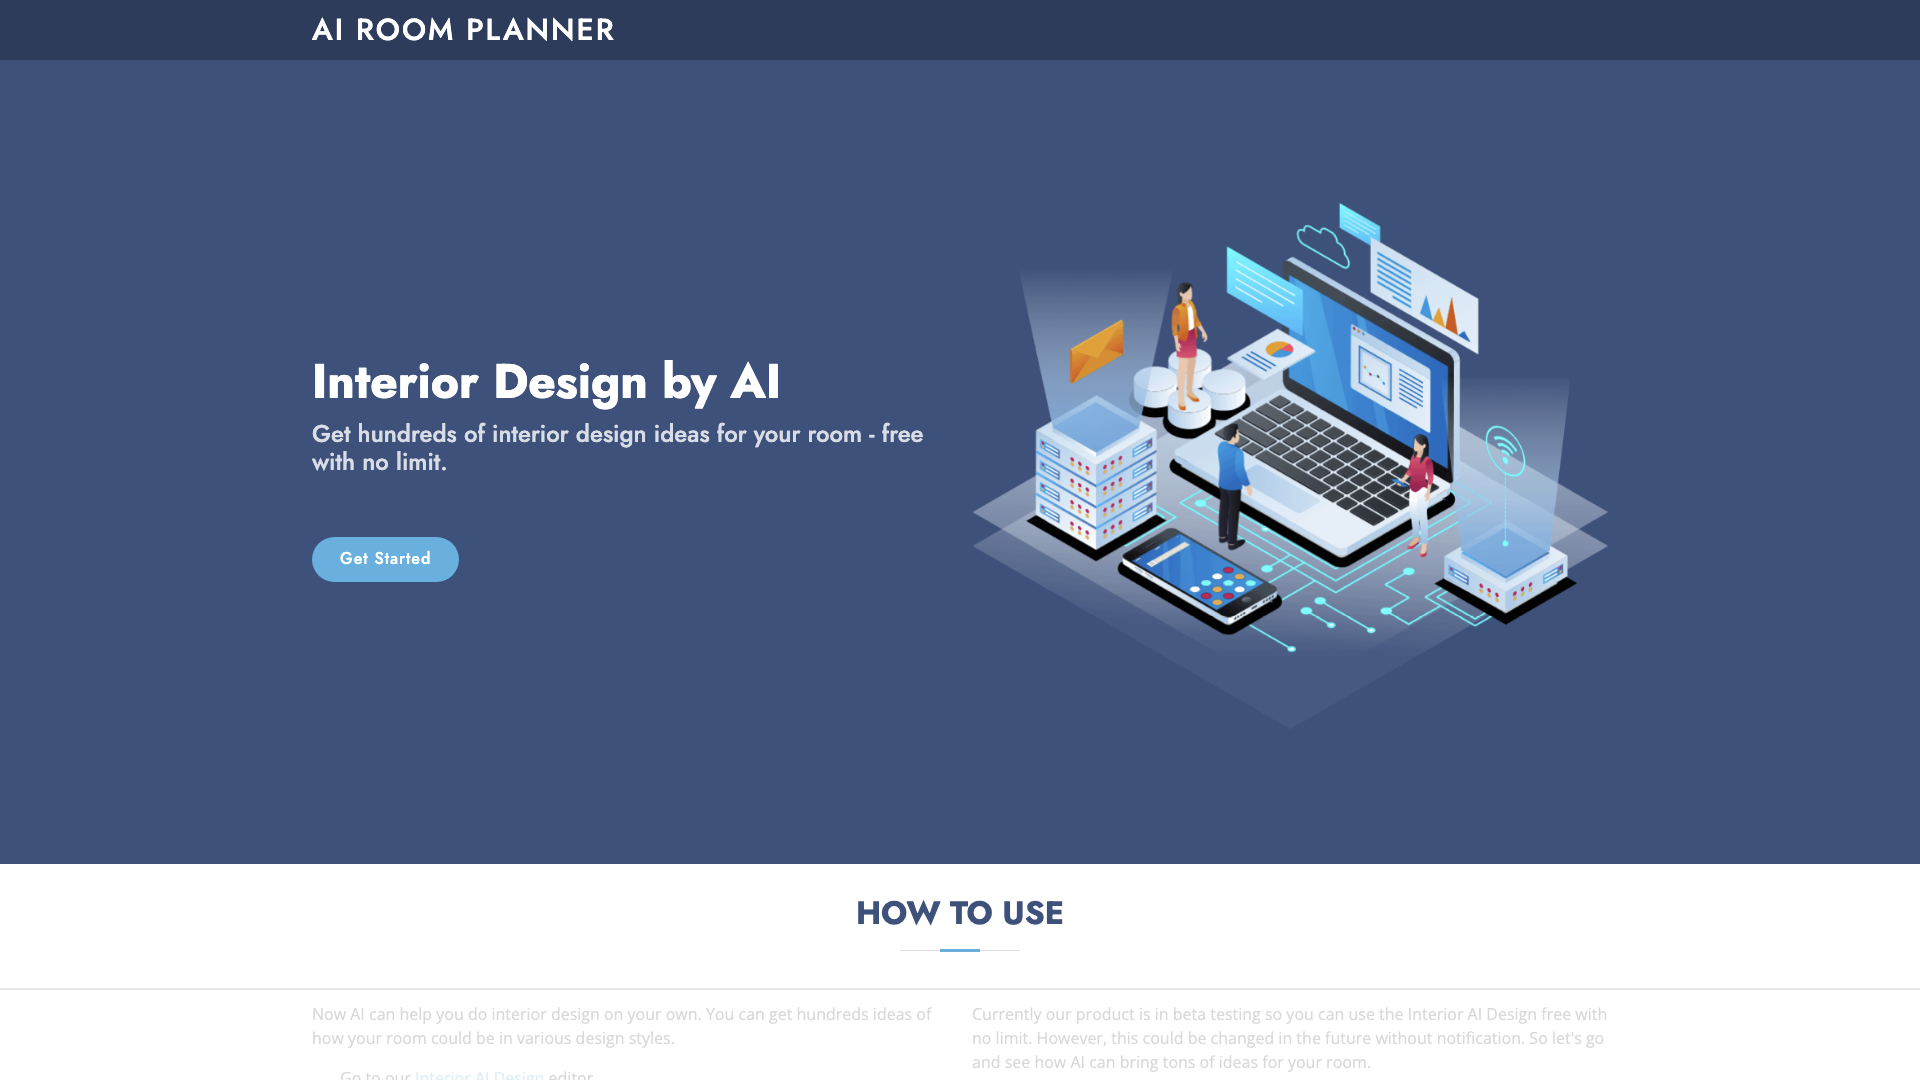 AI ROOM PLANNER
Interior Design by AI
Get hundreds of interior design ideas for your room - free
with no limit.
Get Started
HOW TO USE
Now AI can help you do interior design on your own. You can get hundreds ideas of
how your room could be in various design styles.
Go to our Interior AI Design editor
Currently our product is in beta testing so you can use the Interior AI Design free with
no limit. However, this could be changed in the future without notification. So let's go
and see how AI can bring tons of ideas for your room.